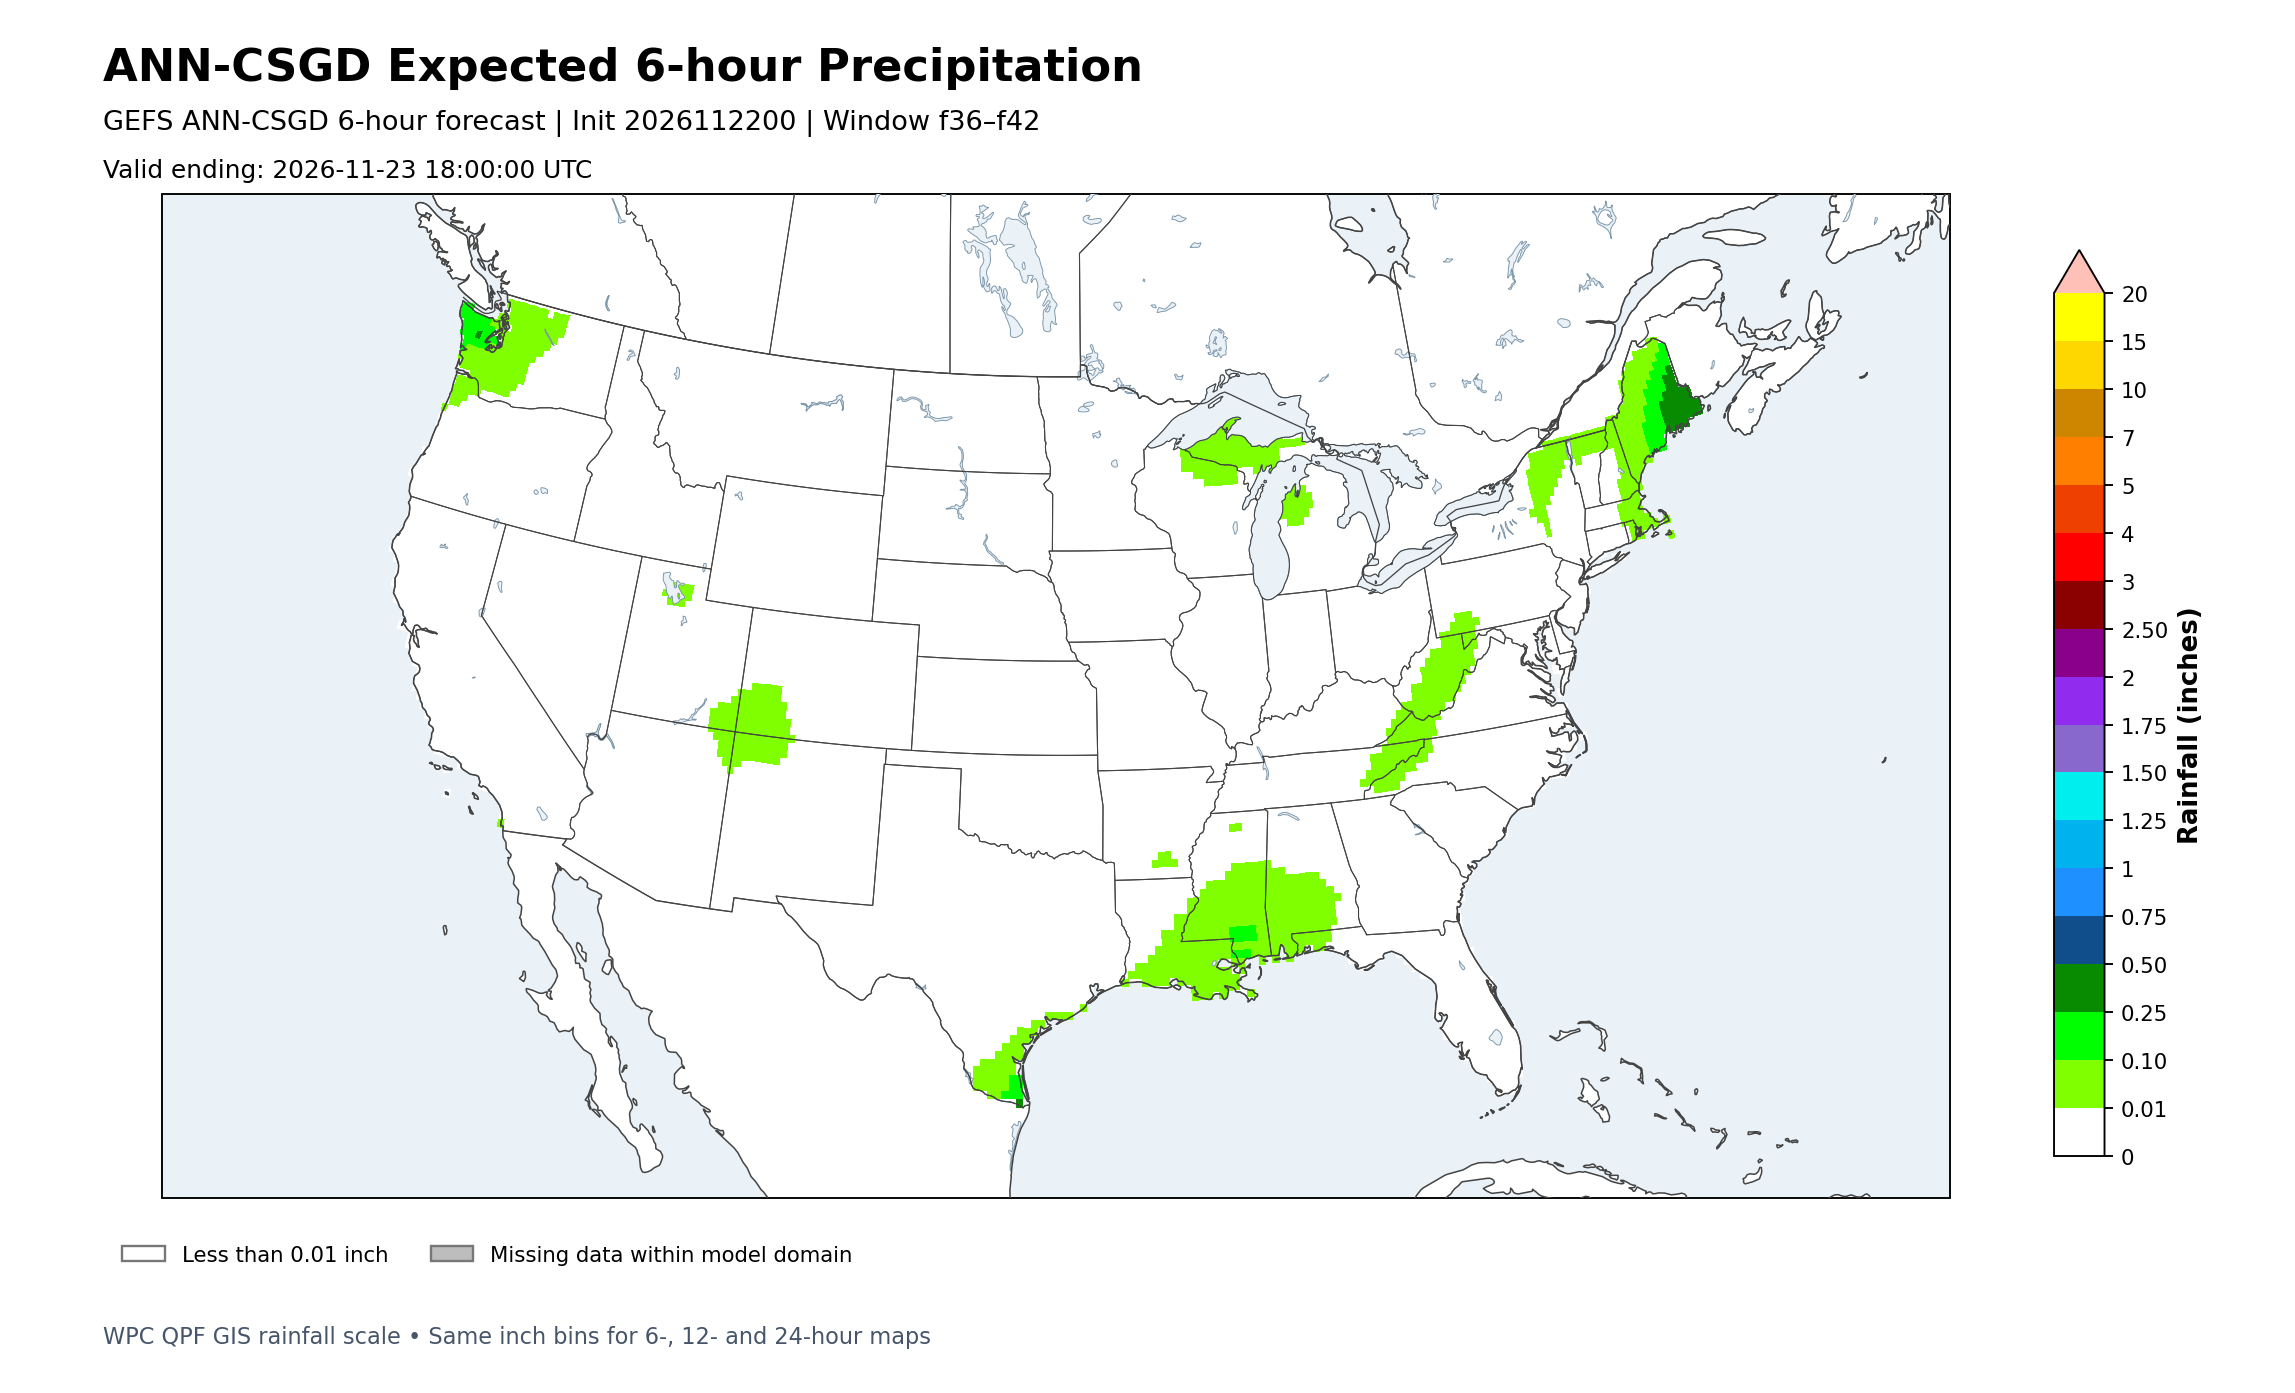 ANN-CSGD Expected 6-hour Precipitation
GEFS ANN-CSGD 6-hour forecast | Init 2026112200 | Window f36–f42
Valid ending: 2026-11-23 18:00:00 UTC
20
15
10
7
5
4
3
2.50
2
1.75
1.50
1.25
1
0.75
0.50
0.25
0.10
0.01
0
Rainfall (inches)
Less than 0.01 inch
Missing data within model domain
WPC QPF GIS rainfall scale • Same inch bins for 6-, 12- and 24-hour maps